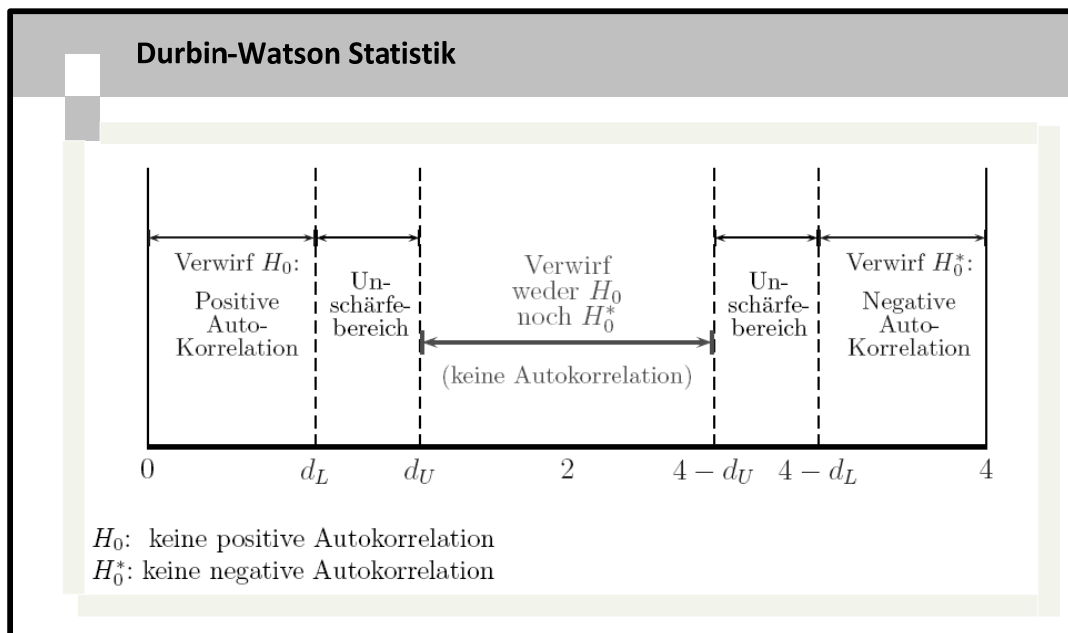 Durbin-Watson Statistik
Verwirf H₀:
Positive
Auto-
Korrelation
Un-
schärfe-
bereich
Verwirf
weder H₀
noch H₀*
(keine Autokorrelation)
Un-
schärfe-
bereich
Verwirf H₀*:
Negative
Auto-
Korrelation
0 d_L d_U 2 4 − d_U 4 − d_L 4
H₀: keine positive Autokorrelation
H₀*: keine negative Autokorrelation